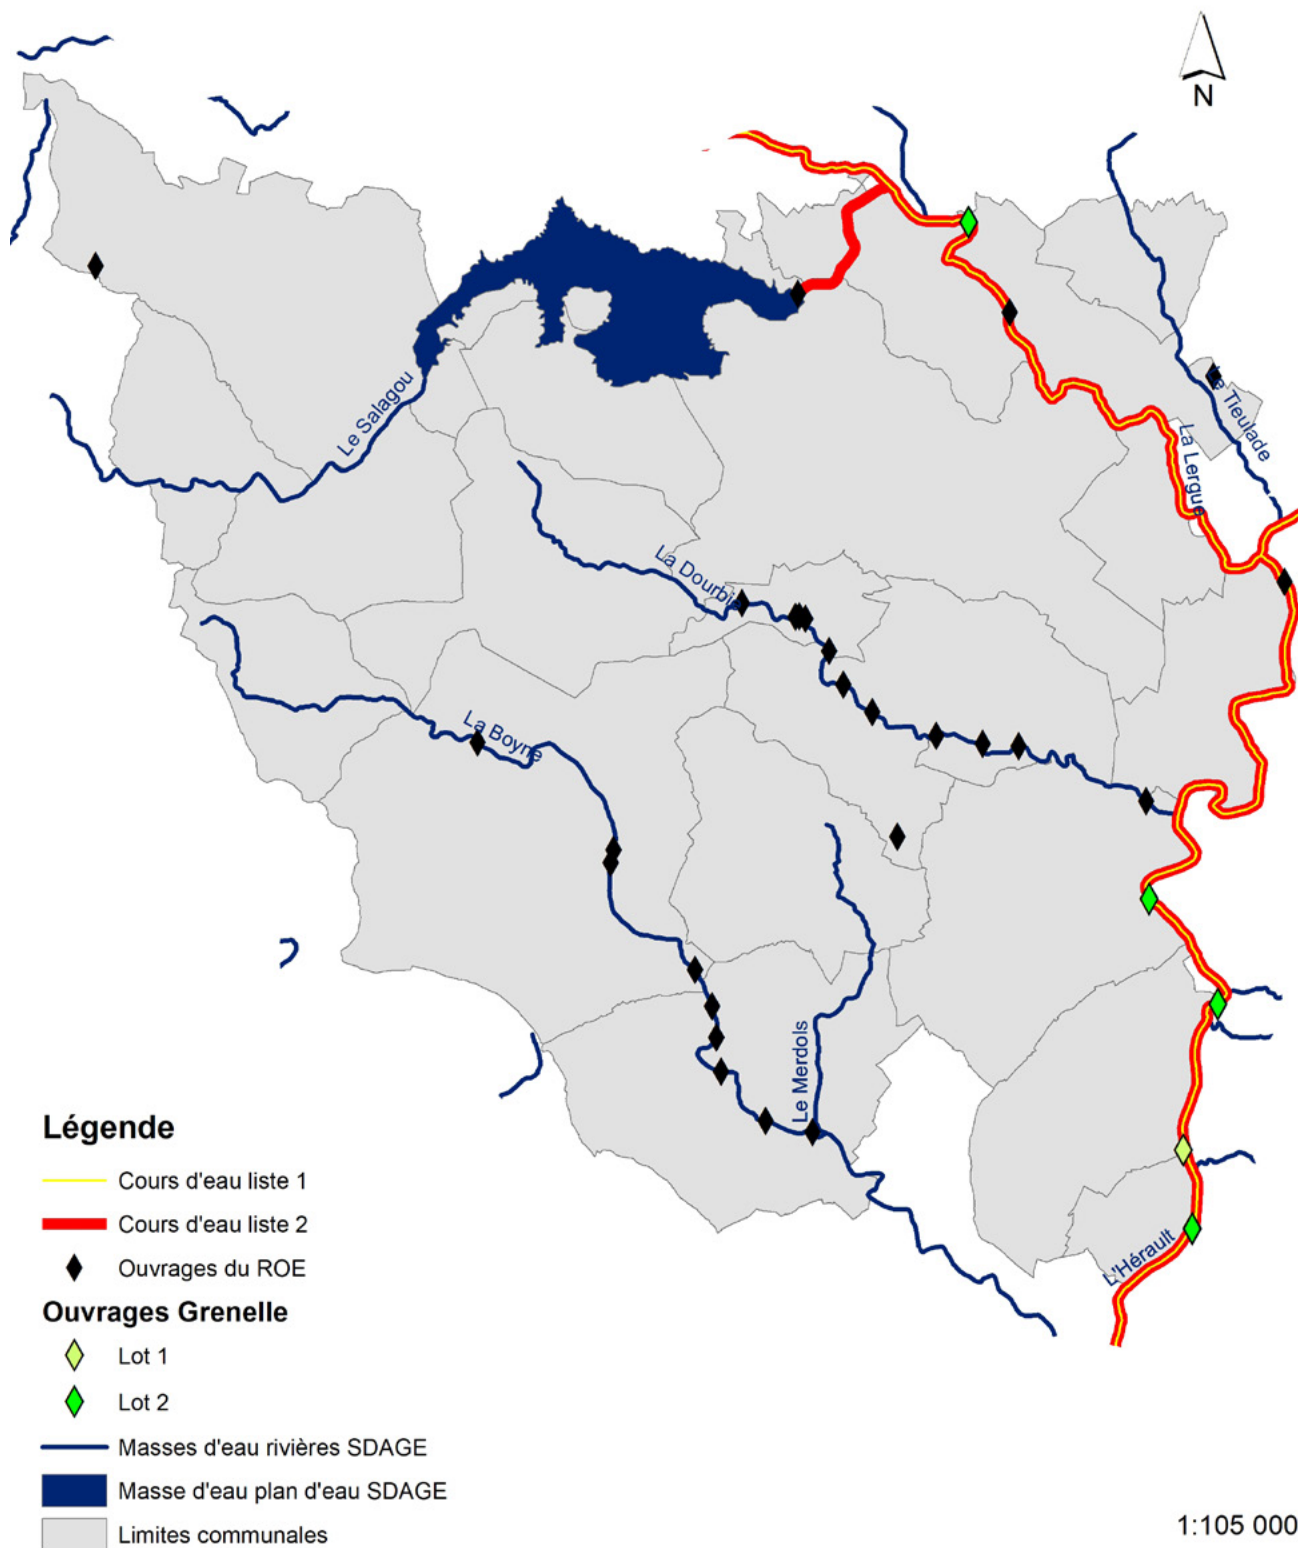 N
Le Salagou
Le Tieulade
La Lergue
La Dourbie
La Boyne
Le Merdols
L'Hérault
Légende
Cours d'eau liste 1
Cours d'eau liste 2
Ouvrages du ROE
Ouvrages Grenelle
Lot 1
Lot 2
Masses d'eau rivières SDAGE
Masse d'eau plan d'eau SDAGE
Limites communales
1:105 000